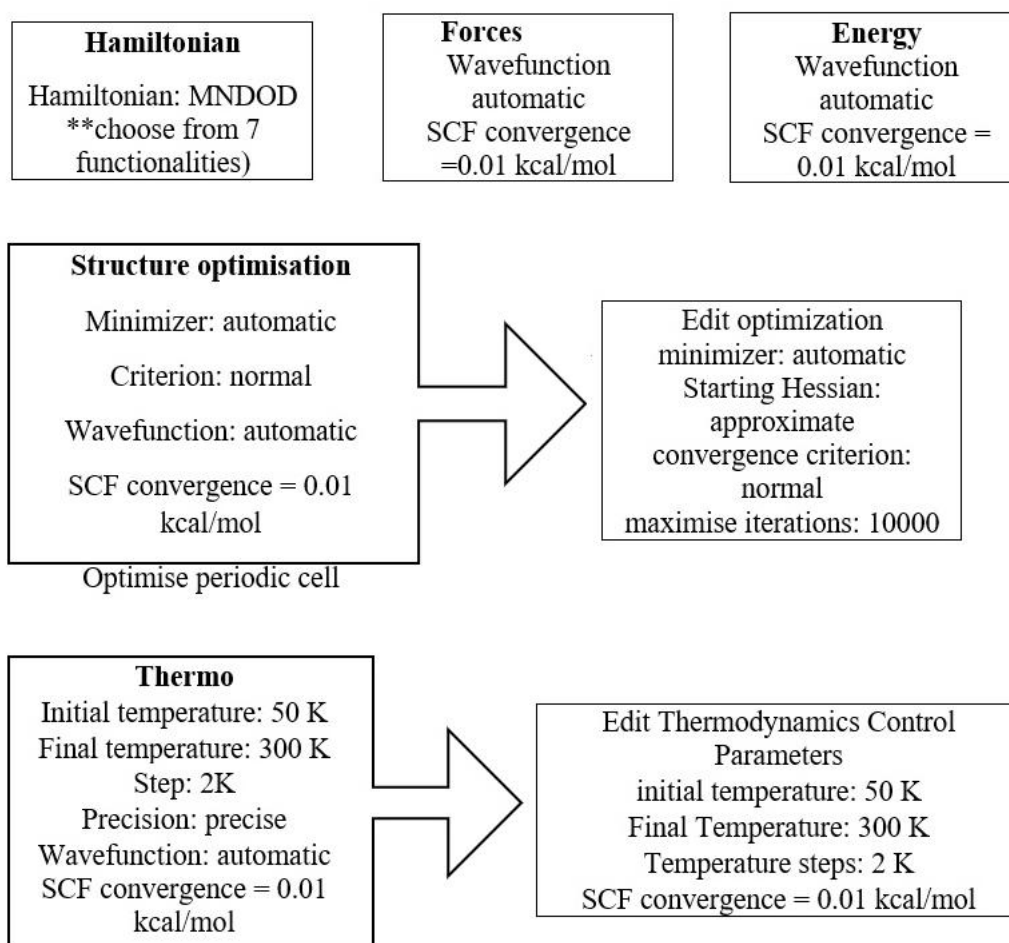 Hamiltonian
Hamiltonian: MNDOD
**choose from 7
functionalities)
Forces
Wavefunction
automatic
SCF convergence
=0.01 kcal/mol
Energy
Wavefunction
automatic
SCF convergence =
0.01 kcal/mol
Structure optimisation
Minimizer: automatic
Criterion: normal
Wavefunction: automatic
SCF convergence = 0.01
kcal/mol
Optimise periodic cell
Edit optimization
minimizer: automatic
Starting Hessian:
approximate
convergence criterion:
normal
maximise iterations: 10000
Thermo
Initial temperature: 50 K
Final temperature: 300 K
Step: 2K
Precision: precise
Wavefunction: automatic
SCF convergence = 0.01
kcal/mol
Edit Thermodynamics Control
Parameters
initial temperature: 50 K
Final Temperature: 300 K
Temperature steps: 2 K
SCF convergence = 0.01 kcal/mol